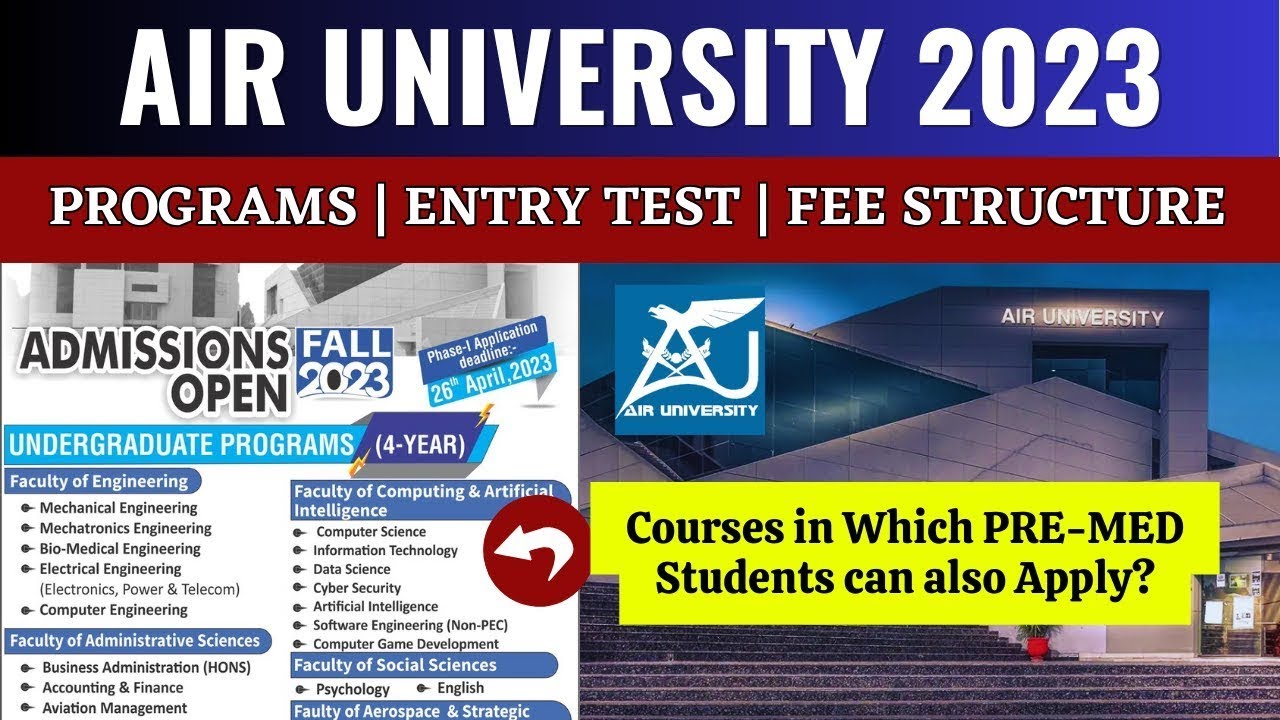 AIR UNIVERSITY 2023
PROGRAMS | ENTRY TEST | FEE STRUCTURE
ADMISSIONS
OPEN
FALL
2023
Phase-I Application
deadline:-
26th April,2023
UNDERGRADUATE PROGRAMS (4-YEAR)
Faculty of Engineering
Mechanical Engineering
Mechatronics Engineering
Bio-Medical Engineering
Electrical Engineering
(Electronics, Power & Telecom)
Computer Engineering
Faculty of Administrative Sciences
Business Administration (HONS)
Accounting & Finance
Aviation Management
Faculty of Computing & Artificial
Intelligence
Computer Science
Information Technology
Data Science
Cyber Security
Artificial Intelligence
Software Engineering (Non-PEC)
Computer Game Development
Faculty of Social Sciences
Psychology English
Faulty of Aerospace & Strategic
AU
AIR UNIVERSITY
AIR UNIVERSITY
Courses in Which PRE-MED
Students can also Apply?